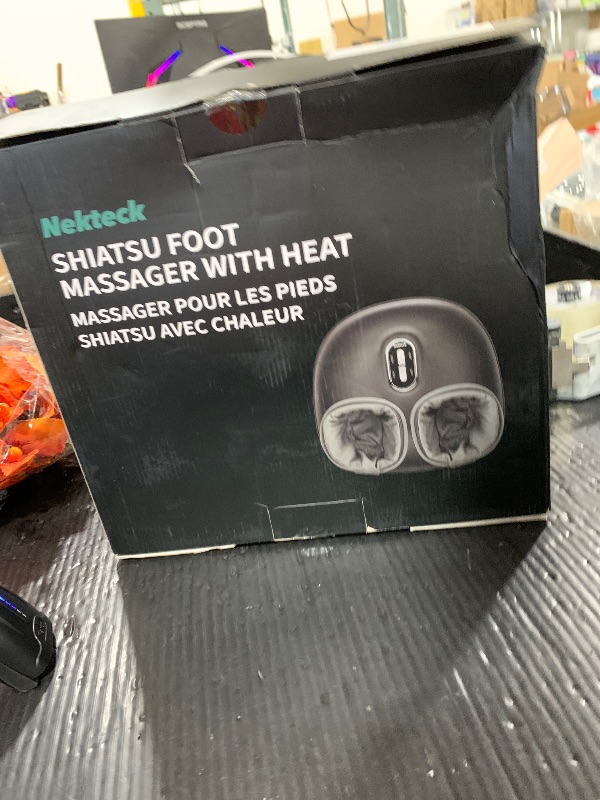 Nekteck
SHIATSU FOOT
MASSAGER WITH HEAT
MASSAGER POUR LES PIEDS
SHIATSU AVEC CHALEUR